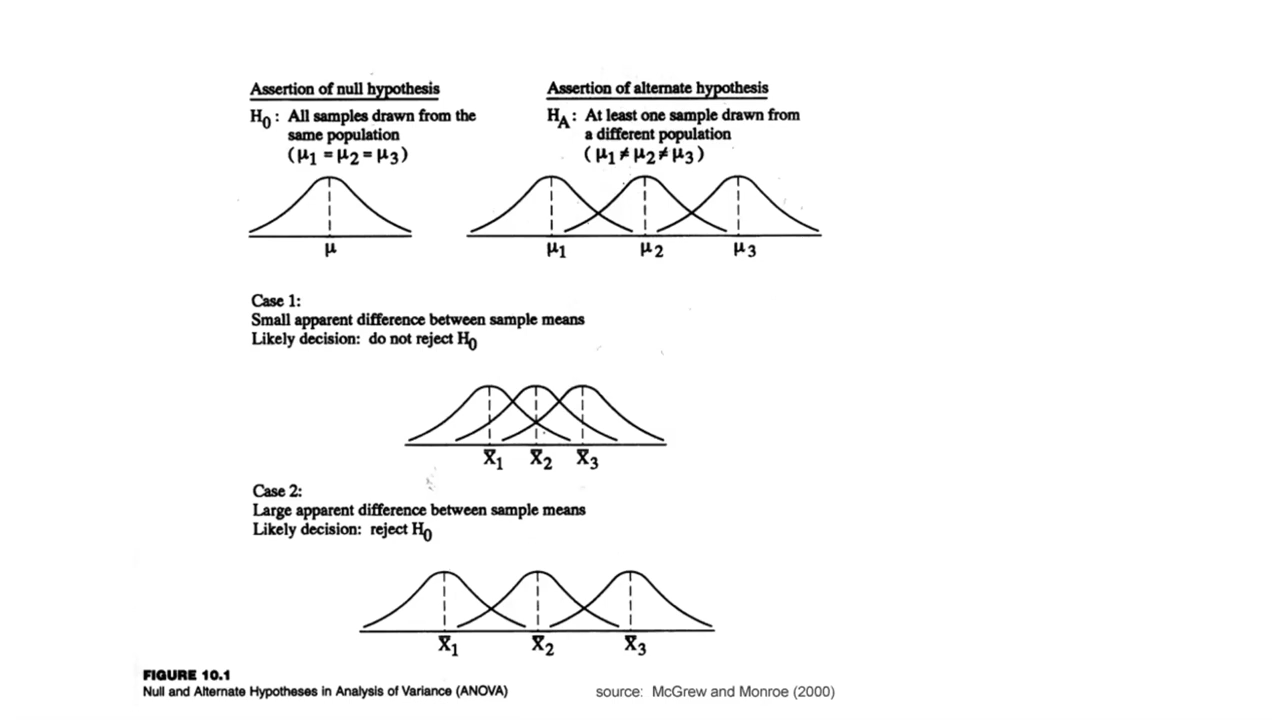 Assertion of null hypothesis
H0: All samples drawn from the
same population
(μ1 = μ2 = μ3)
μ
Assertion of alternate hypothesis
HA: At least one sample drawn from
a different population
(μ1 ≠ μ2 ≠ μ3)
μ1 μ2 μ3
Case 1:
Small apparent difference between sample means
Likely decision: do not reject H0
X̄1 X̄2 X̄3
Case 2:
Large apparent difference between sample means
Likely decision: reject H0
X̄1 X̄2 X̄3
FIGURE 10.1
Null and Alternate Hypotheses in Analysis of Variance (ANOVA)
source: McGrew and Monroe (2000)